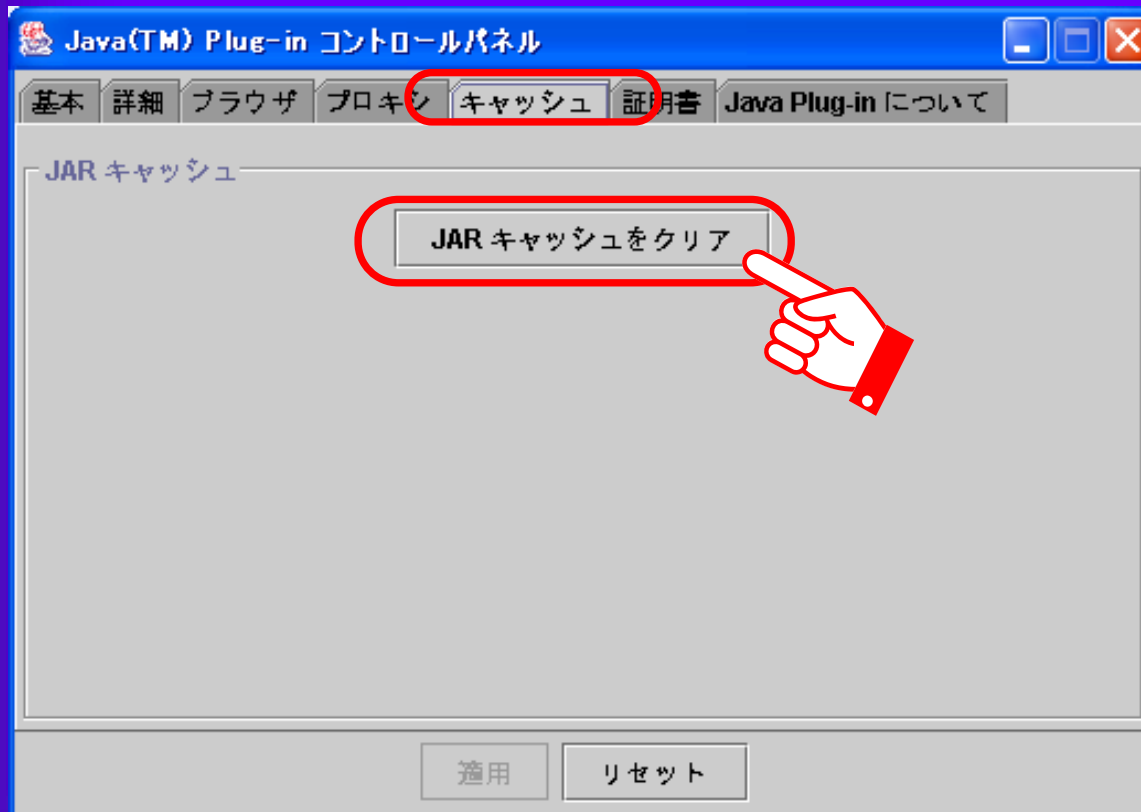 Java(TM) Plug-in コントロールパネル
基本 詳細 ブラウザ プロキシ キャッシュ 証明書 Java Plug-in について
JAR キャッシュ
JAR キャッシュをクリア
適用 リセット